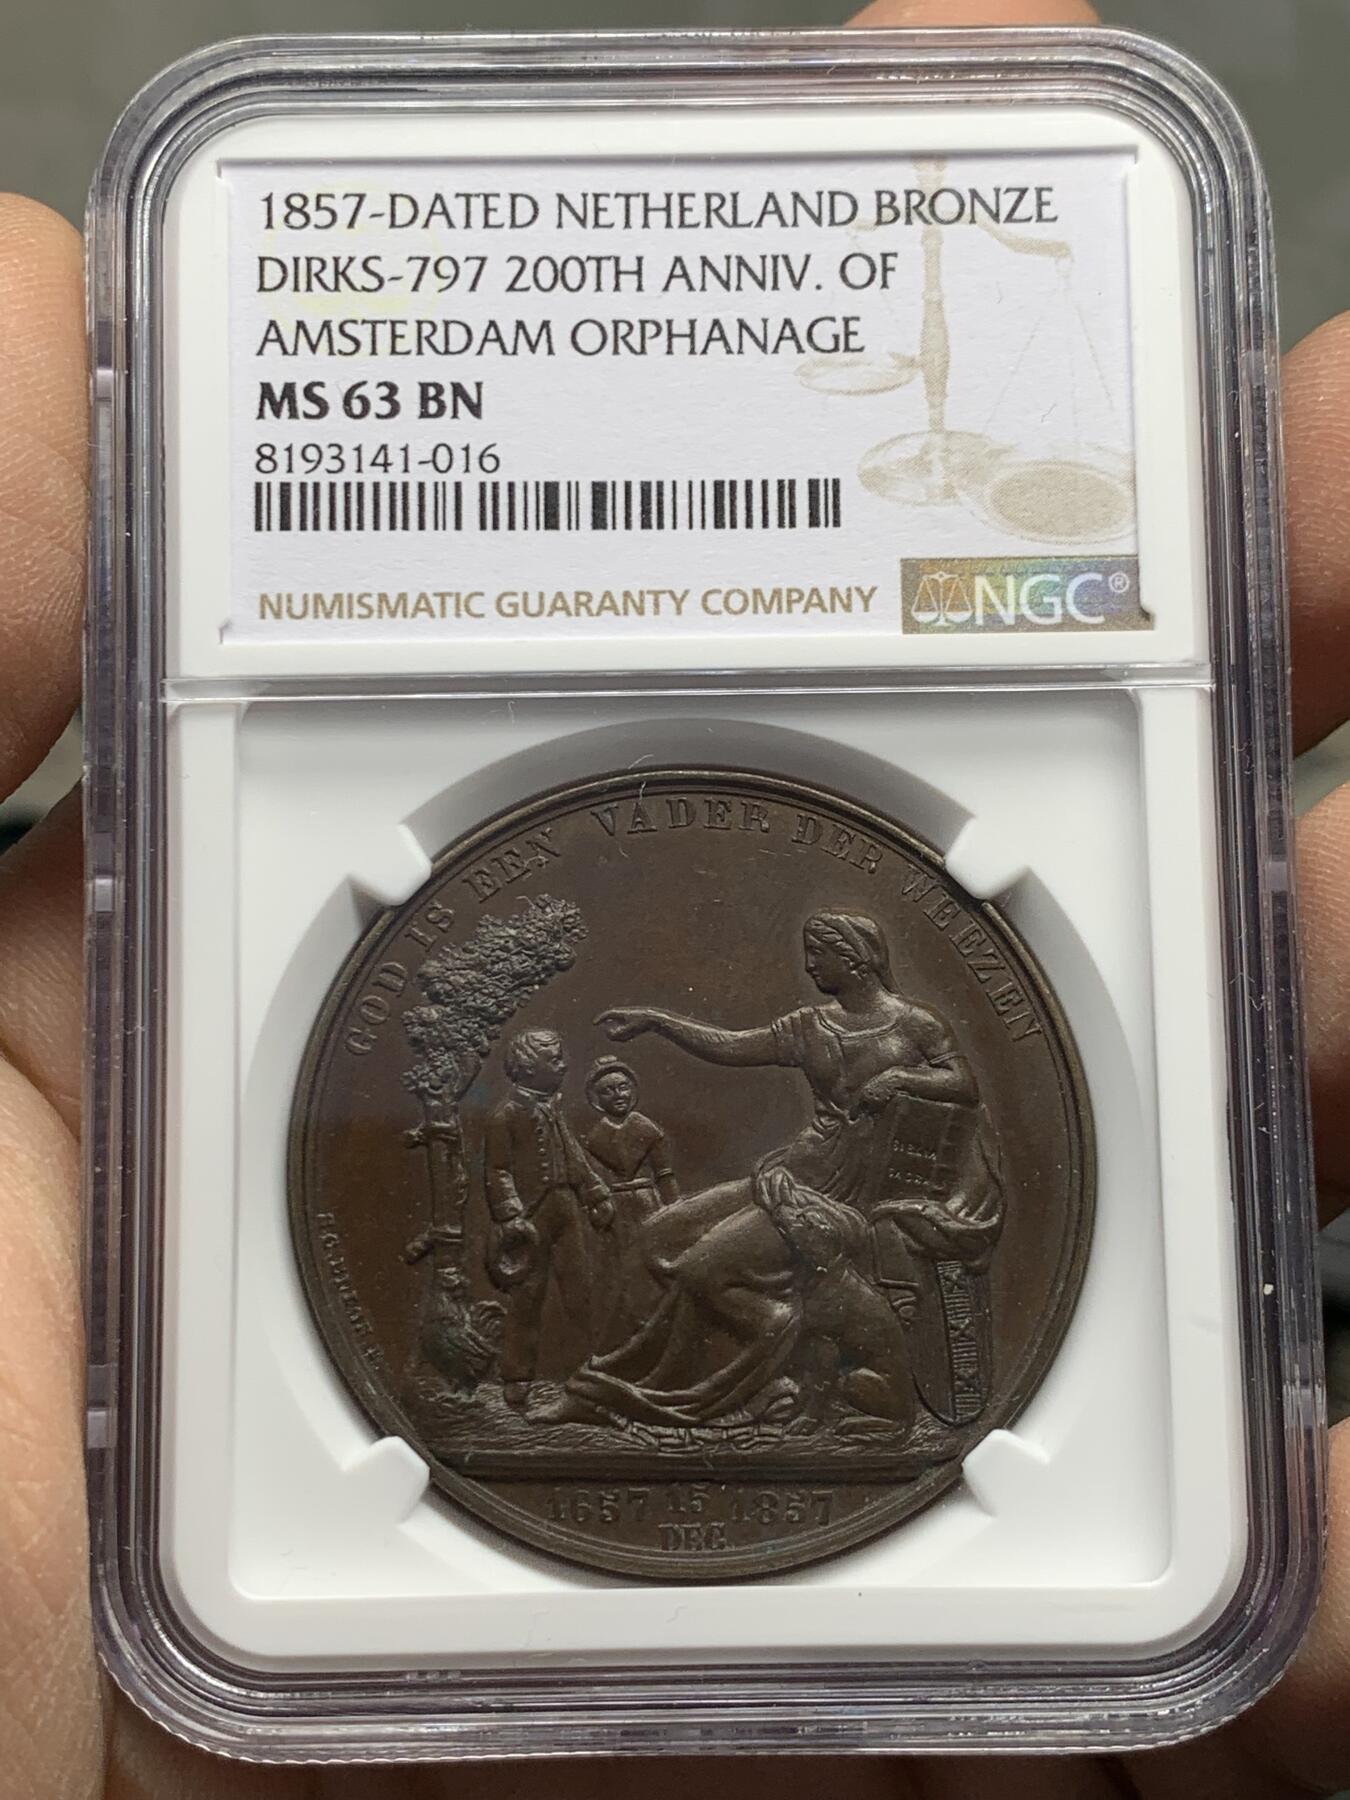 1857-DATED NETHERLAND BRONZE
DIRKS-797 200TH ANNIV. OF
AMSTERDAM ORPHANAGE
MS 63 BN
8193141-016
NUMISMATIC GUARANTY COMPANY
NGC®
GOD IS EEN VADER DER WEEZEN
1657 15 1857
DEC.